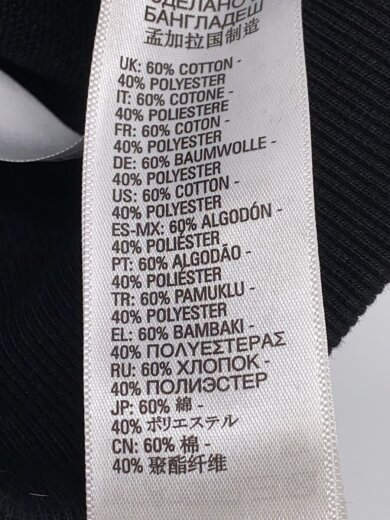 СДЕЛАНО В
БАНГЛАДЕШ
孟加拉国制造
UK: 60% COTTON -
40% POLYESTER
IT: 60% COTONE -
40% POLIESTERE
FR: 60% COTON -
40% POLYESTER
DE: 60% BAUMWOLLE -
40% POLYESTER
US: 60% COTTON -
40% POLYESTER
ES-MX: 60% ALGODÓN -
40% POLIÉSTER
PT: 60% ALGODÃO -
40% POLIÉSTER
TR: 60% PAMUKLU -
40% POLYESTER
EL: 60% BAMBAKI -
40% ΠΟΛΥΕΣΤΕΡΑΣ
RU: 60% ХЛОПОК -
40% ПОЛИЭСТЕР
JP: 60% 綿 -
40% ポリエステル
CN: 60% 棉 -
40% 聚酯纤维